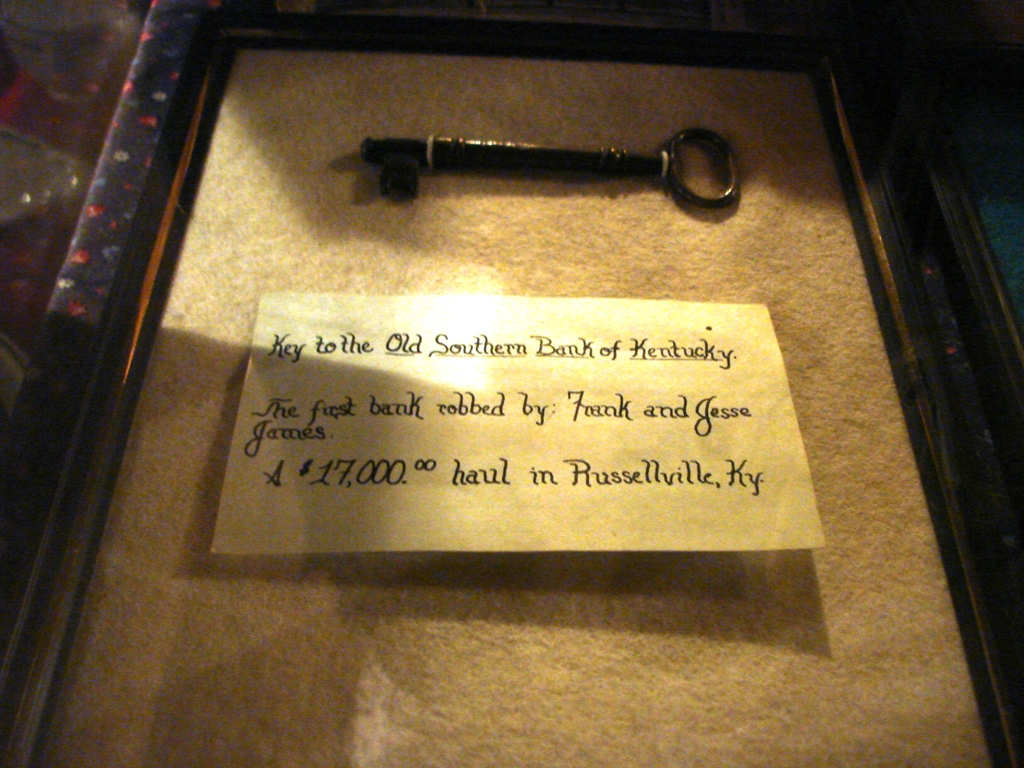 Key to the Old Southern Bank of Kentucky.
The first bank robbed by: Frank and Jesse
James.
A $17,000.00 haul in Russellville, Ky.